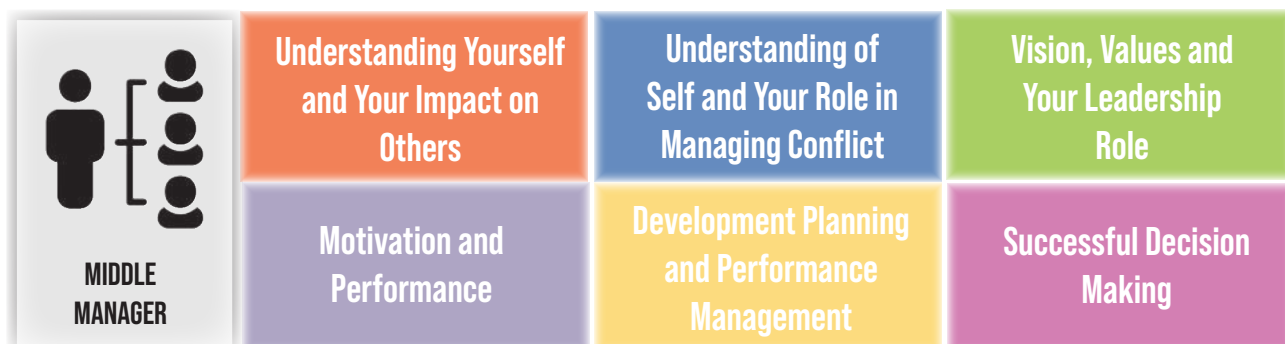 MIDDLE
MANAGER
Understanding Yourself
and Your Impact on
Others
Understanding of
Self and Your Role in
Managing Conflict
Vision, Values and
Your Leadership
Role
Motivation and
Performance
Development Planning
and Performance
Management
Successful Decision
Making